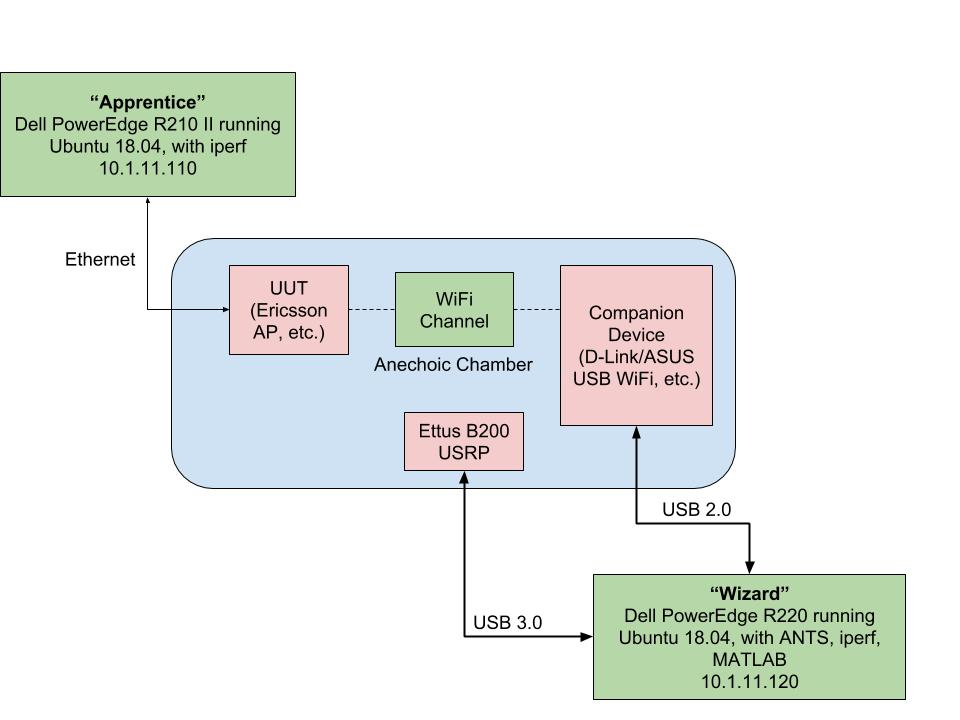 “Apprentice”
Dell PowerEdge R210 II running
Ubuntu 18.04, with iperf
10.1.11.110
Ethernet
UUT
(Ericsson
AP, etc.)
WiFi
Channel
Companion
Device
(D-Link/ASUS
USB WiFi, etc.)
Anechoic Chamber
Ettus B200
USRP
USB 2.0
USB 3.0
“Wizard”
Dell PowerEdge R220 running
Ubuntu 18.04, with ANTS, iperf,
MATLAB
10.1.11.120